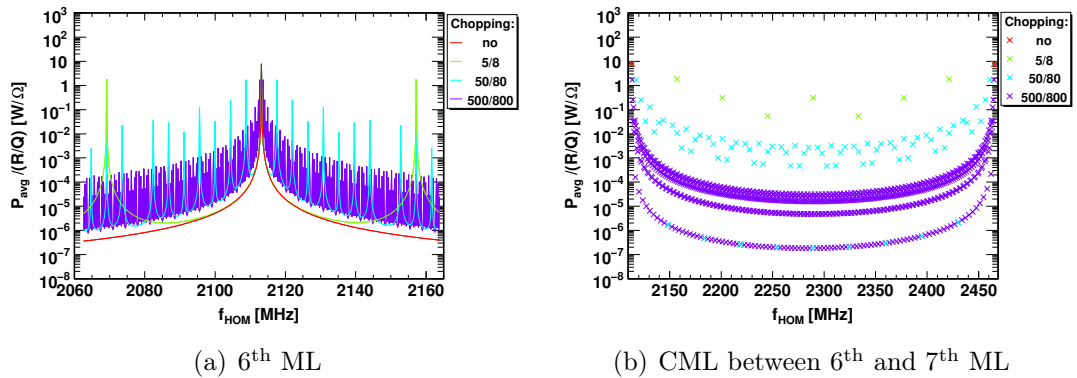 P_avg /(R/Q) [W/Ω]
10³
10²
10
1
10⁻¹
10⁻²
10⁻³
10⁻⁴
10⁻⁵
10⁻⁶
10⁻⁷
10⁻⁸
2060 2080 2100 2120 2140 2160
f_HOM [MHz]
Chopping:
no
5/8
50/80
500/800
(a) 6th ML
P_avg /(R/Q) [W/Ω]
10³
10²
10
1
10⁻¹
10⁻²
10⁻³
10⁻⁴
10⁻⁵
10⁻⁶
10⁻⁷
10⁻⁸
2150 2200 2250 2300 2350 2400 2450
f_HOM [MHz]
Chopping:
no
5/8
50/80
500/800
(b) CML between 6th and 7th ML